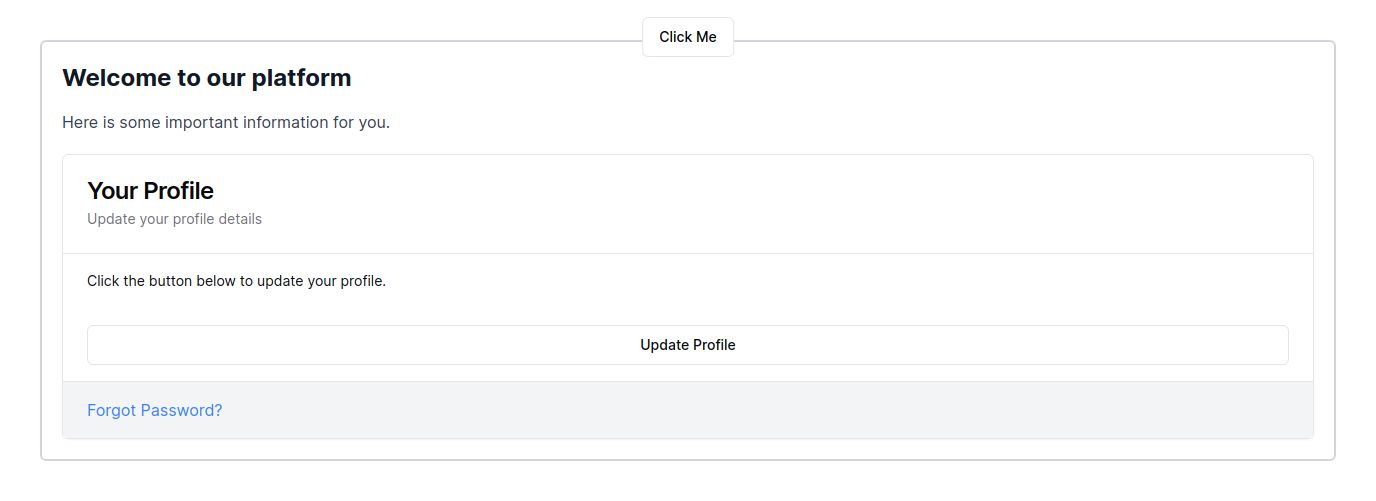 Click Me
Welcome to our platform
Here is some important information for you.
Your Profile
Update your profile details
Click the button below to update your profile.
Update Profile
Forgot Password?